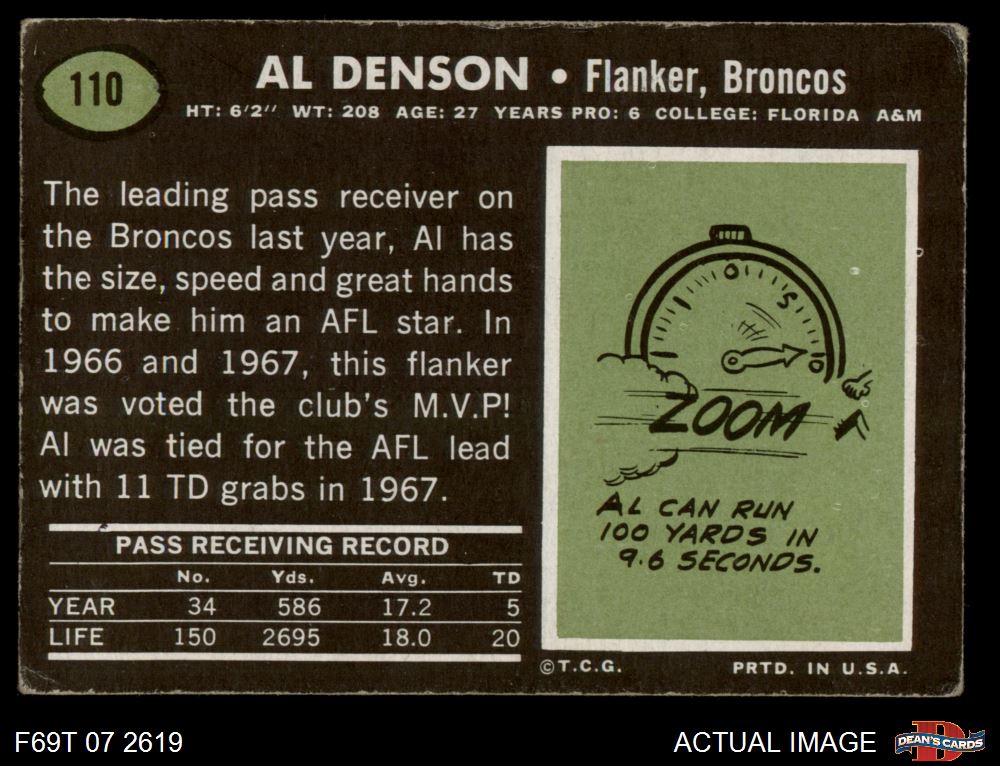 110
AL DENSON • Flanker, Broncos
HT: 6'2" WT: 208 AGE: 27 YEARS PRO: 6 COLLEGE: FLORIDA A&M
The leading pass receiver on
the Broncos last year, Al has
the size, speed and great hands
to make him an AFL star. In
1966 and 1967, this flanker
was voted the club's M.V.P!
Al was tied for the AFL lead
with 11 TD grabs in 1967.
PASS RECEIVING RECORD
No. Yds. Avg. TD
YEAR 34 586 17.2 5
LIFE 150 2695 18.0 20
0 5 10
ZOOM
AL CAN RUN
100 YARDS IN
9.6 SECONDS.
©T.C.G. PRTD. IN U.S.A.
F69T 07 2619
ACTUAL IMAGE
DEAN'S CARDS